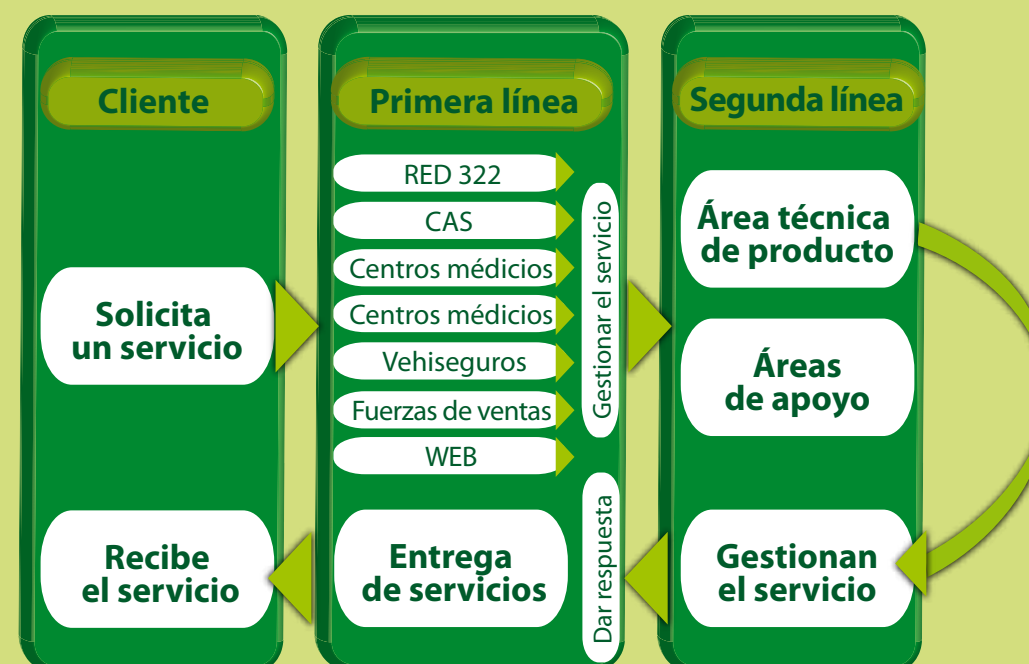 Cliente
Solicita
un servicio
Recibe
el servicio
Primera línea
RED 322
CAS
Centros médicios
Centros médicios
Vehiseguros
Fuerzas de ventas
WEB
Gestionar el servicio
Entrega
de servicios
Dar respuesta
Segunda línea
Área técnica
de producto
Áreas
de apoyo
Gestionan
el servicio